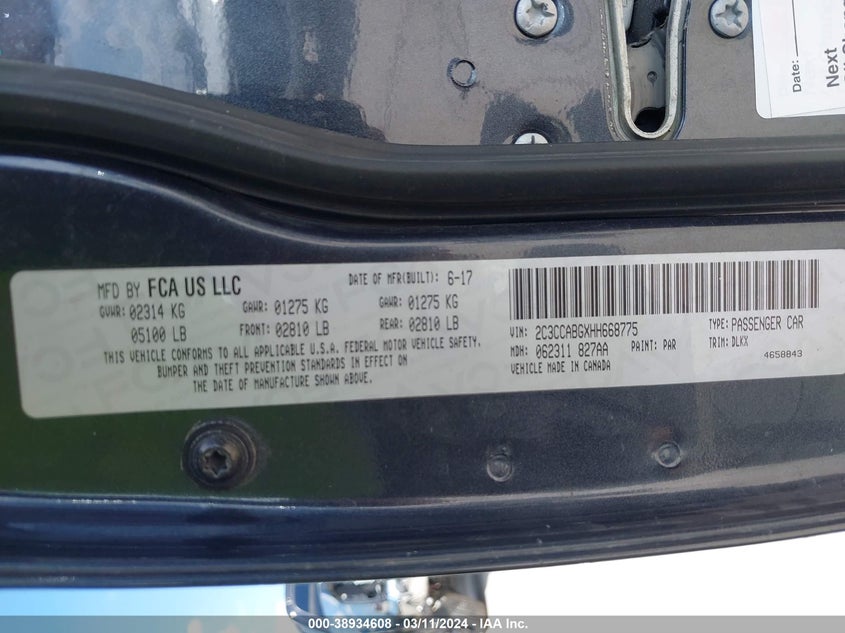 Date:
Next
MFD BY FCA US LLC
DATE OF MFR(BUILT): 6-17
GVWR: 02314 KG
GAWR: 01275 KG
GAWR: 01275 KG
05100 LB
FRONT: 02810 LB
REAR: 02810 LB
THIS VEHICLE CONFORMS TO ALL APPLICABLE U.S.A. FEDERAL MOTOR VEHICLE SAFETY,
BUMPER AND THEFT PREVENTION STANDARDS IN EFFECT ON
THE DATE OF MANUFACTURE SHOWN ABOVE.
VIN: 2C3CCABGXHH668775
TYPE: PASSENGER CAR
MDH: 062311 827AA
PAINT: PAR
TRIM: DLKX
VEHICLE MADE IN CANADA
4658843
000-38934608 - 03/11/2024 - IAA Inc.